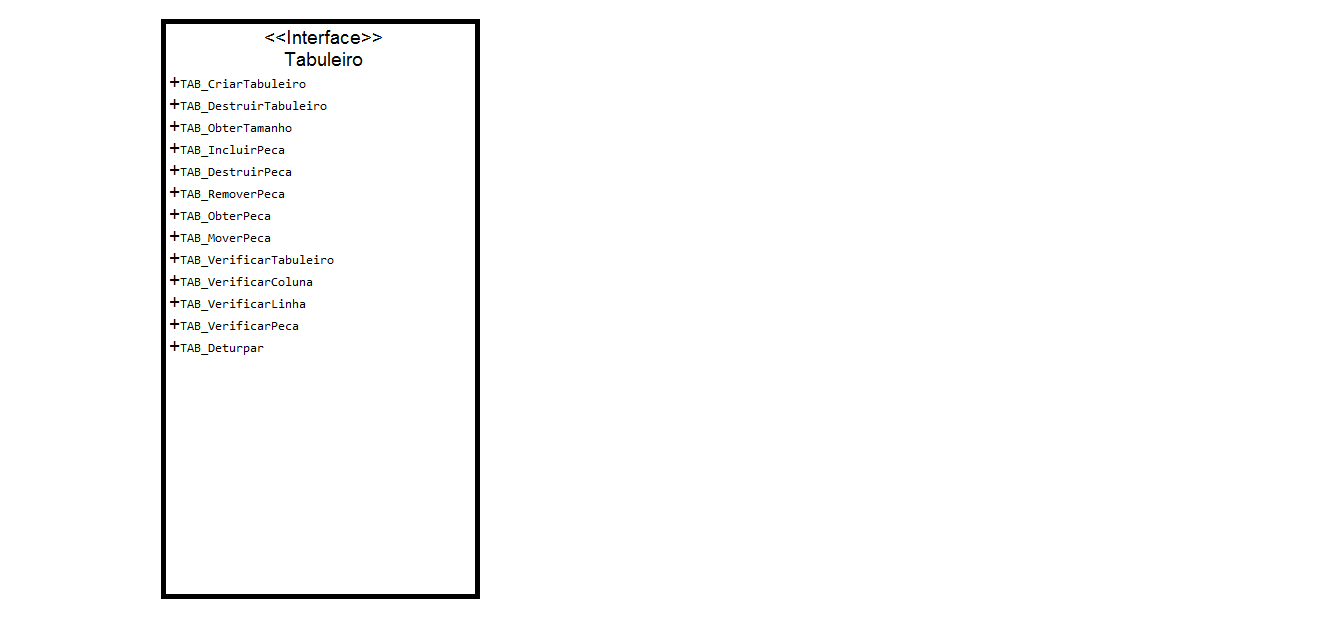 <<Interface>>
Tabuleiro
+TAB_CriarTabuleiro
+TAB_DestruirTabuleiro
+TAB_ObterTamanho
+TAB_IncluirPeca
+TAB_DestruirPeca
+TAB_RemoverPeca
+TAB_ObterPeca
+TAB_MoverPeca
+TAB_VerificarTabuleiro
+TAB_VerificarColuna
+TAB_VerificarLinha
+TAB_VerificarPeca
+TAB_Deturpar